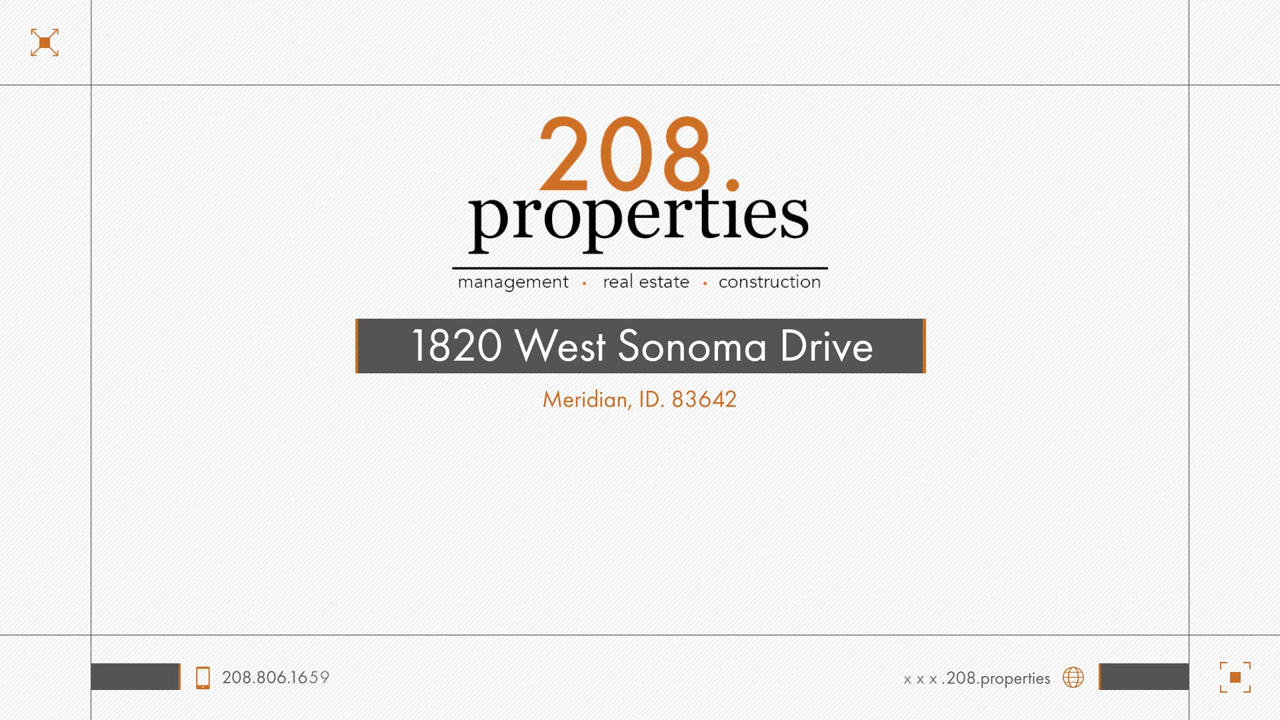 208.
properties
management • real estate • construction
1820 West Sonoma Drive
Meridian, ID. 83642
208.806.1659
x x x .208.properties